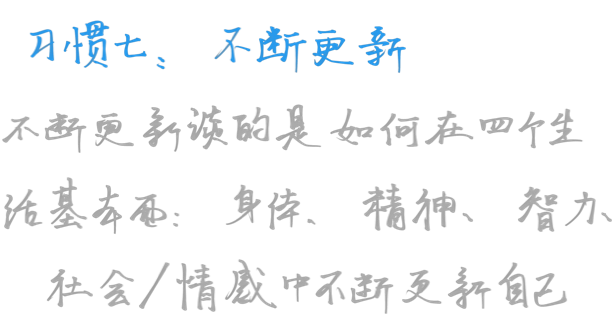 习惯七、不断更新
不断更新谈的是如何在四个生
活基本面：身体、精神、智力、
社会/情感中不断更新自己